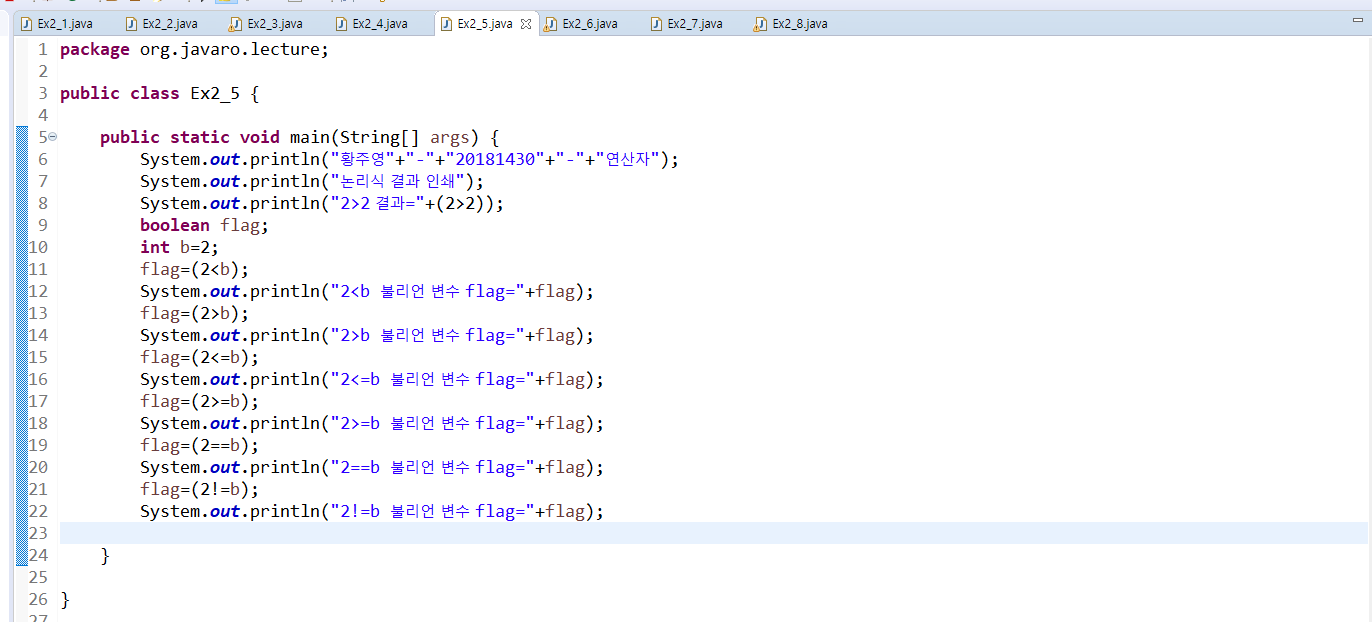 Ex2_1.java Ex2_2.java Ex2_3.java Ex2_4.java Ex2_5.java Ex2_6.java Ex2_7.java Ex2_8.java
1 package org.javaro.lecture;
2
3 public class Ex2_5 {
4
5 public static void main(String[] args) {
6 System.out.println("황주영"+"-"+"20181430"+"-"+"연산자");
7 System.out.println("논리식 결과 인쇄");
8 System.out.println("2>2 결과="+(2>2));
9 boolean flag;
10 int b=2;
11 flag=(2<b);
12 System.out.println("2<b 불리언 변수 flag="+flag);
13 flag=(2>b);
14 System.out.println("2>b 불리언 변수 flag="+flag);
15 flag=(2<=b);
16 System.out.println("2<=b 불리언 변수 flag="+flag);
17 flag=(2>=b);
18 System.out.println("2>=b 불리언 변수 flag="+flag);
19 flag=(2==b);
20 System.out.println("2==b 불리언 변수 flag="+flag);
21 flag=(2!=b);
22 System.out.println("2!=b 불리언 변수 flag="+flag);
23
24 }
25
26 }
27